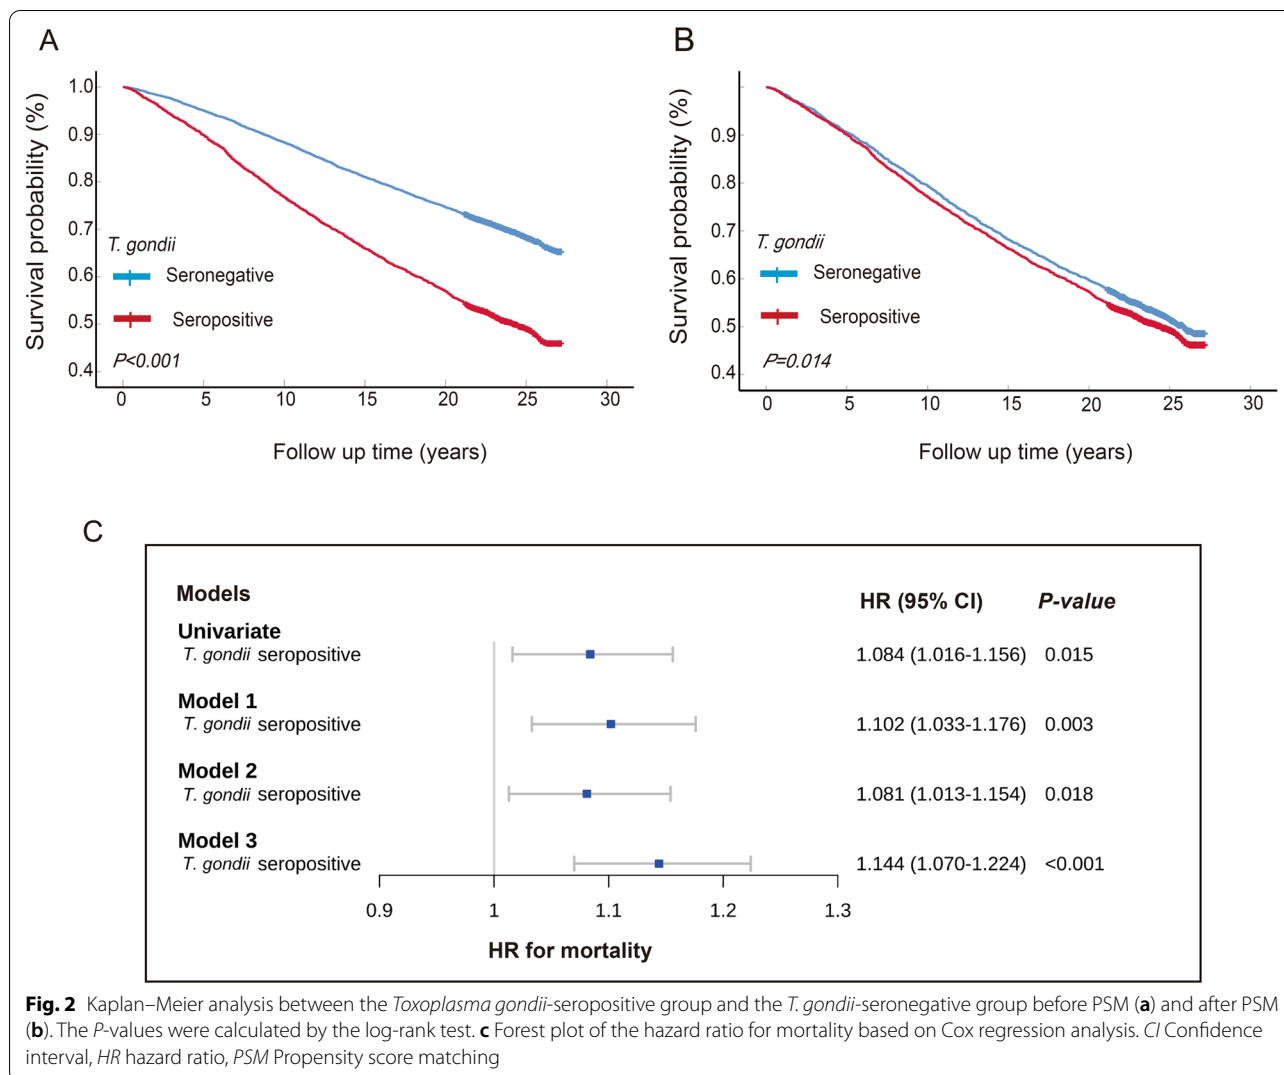 A
Survival probability (%)
1.0
0.9
0.8
0.7
0.6
0.5
0.4
T. gondii
Seronegative
Seropositive
P<0.001
0 5 10 15 20 25 30
Follow up time (years)
B
Survival probability (%)
0.9
0.8
0.7
0.6
0.5
0.4
T. gondii
Seronegative
Seropositive
P=0.014
0 5 10 15 20 25 30
Follow up time (years)
C
Models HR (95% CI) P-value
Univariate
T. gondii seropositive 1.084 (1.016-1.156) 0.015
Model 1
T. gondii seropositive 1.102 (1.033-1.176) 0.003
Model 2
T. gondii seropositive 1.081 (1.013-1.154) 0.018
Model 3
T. gondii seropositive 1.144 (1.070-1.224) <0.001
0.9 1 1.1 1.2 1.3
HR for mortality
Fig. 2 Kaplan–Meier analysis between the Toxoplasma gondii-seropositive group and the T. gondii-seronegative group before PSM (a) and after PSM
(b). The P-values were calculated by the log-rank test. c Forest plot of the hazard ratio for mortality based on Cox regression analysis. CI Confidence
interval, HR hazard ratio, PSM Propensity score matching